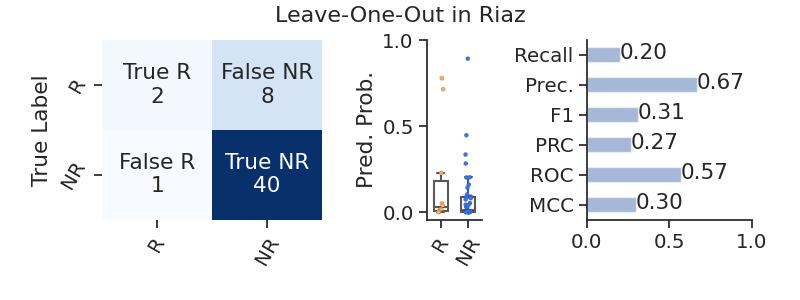 Leave-One-Out in Riaz
True Label
R
NR
True R
2
False NR
8
False R
1
True NR
40
R
NR
Pred. Prob.
1.0
0.5
0.0
R
NR
Recall 0.20
Prec. 0.67
F1 0.31
PRC 0.27
ROC 0.57
MCC 0.30
0.0 0.5 1.0